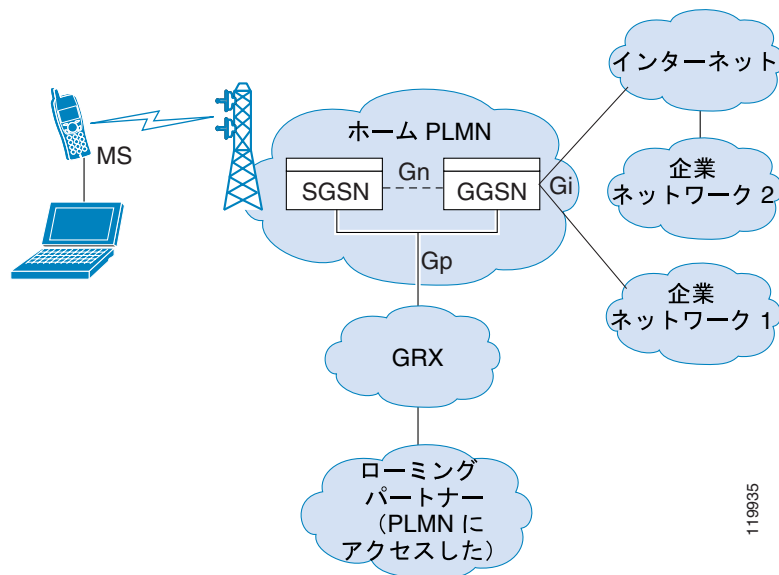 インターネット
ホーム PLMN
MS
SGSN
Gn
GGSN
Gi
企業
ネットワーク 2
Gp
企業
ネットワーク 1
GRX
ローミング
パートナー
（PLMN に
アクセスした）
119935